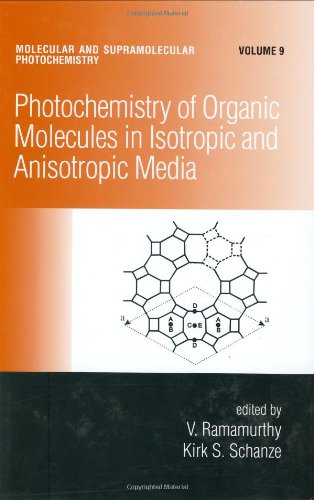 MOLECULAR AND SUPRAMOLECULAR
PHOTOCHEMISTRY
VOLUME 9
Photochemistry of Organic
Molecules in Isotropic and
Anisotropic Media
D
A
B
C E
A
B
D
a
a
edited by
V. Ramamurthy
Kirk S. Schanze